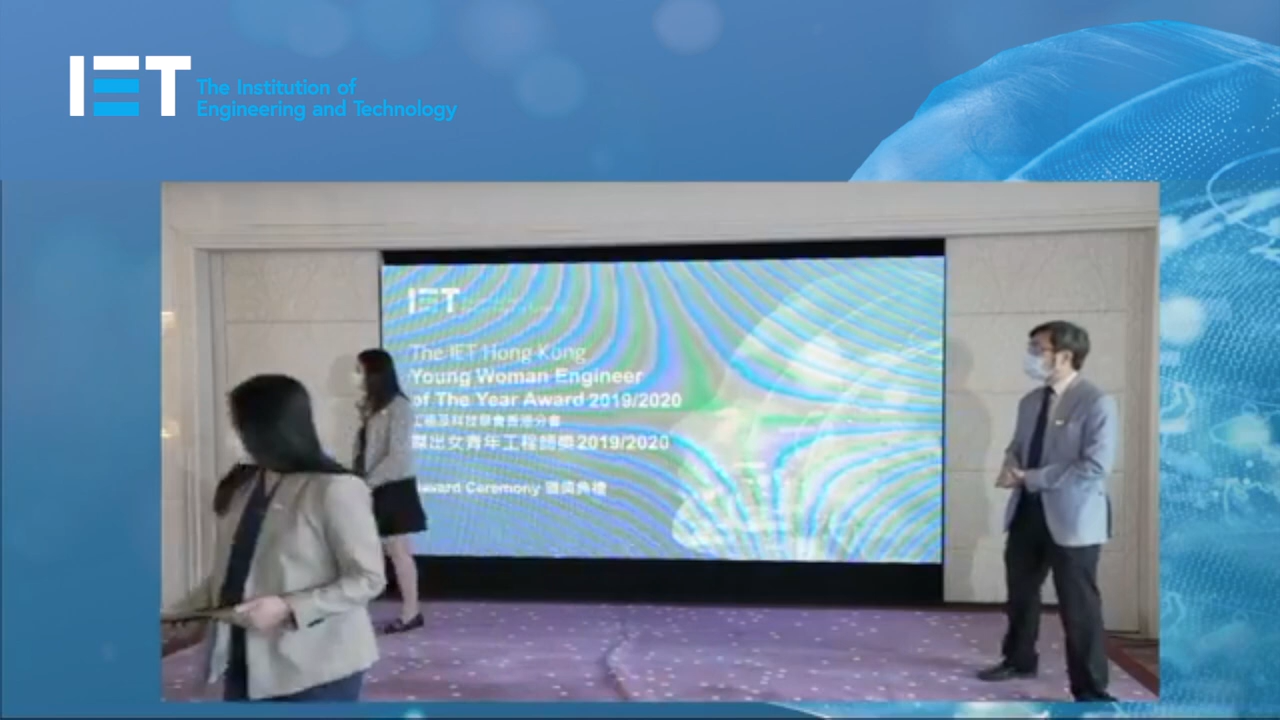 IET
The Institution of
Engineering and Technology
IET
The IET Hong Kong
Young Woman Engineer
of The Year Award 2019/2020
工程及科技學會香港分會
傑出女青年工程師獎2019/2020
Award Ceremony 頒獎典禮